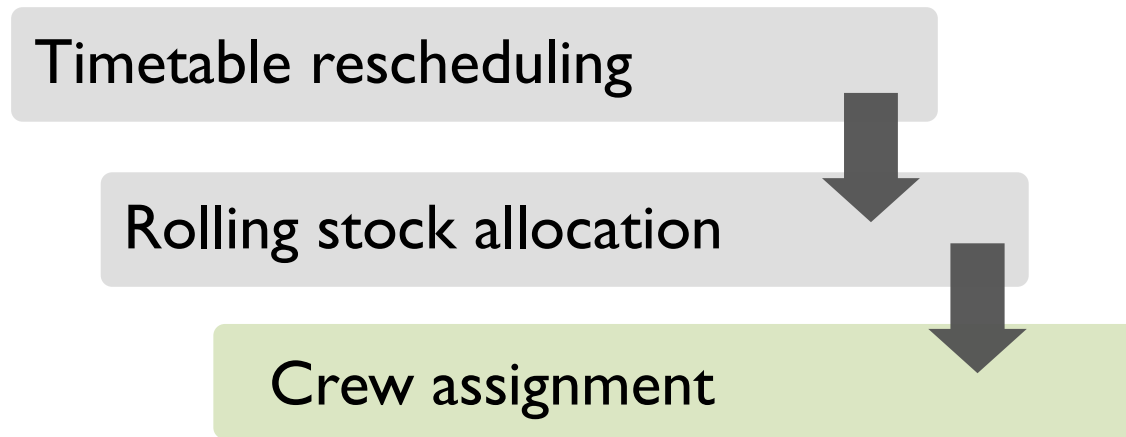 Timetable rescheduling
Rolling stock allocation
Crew assignment